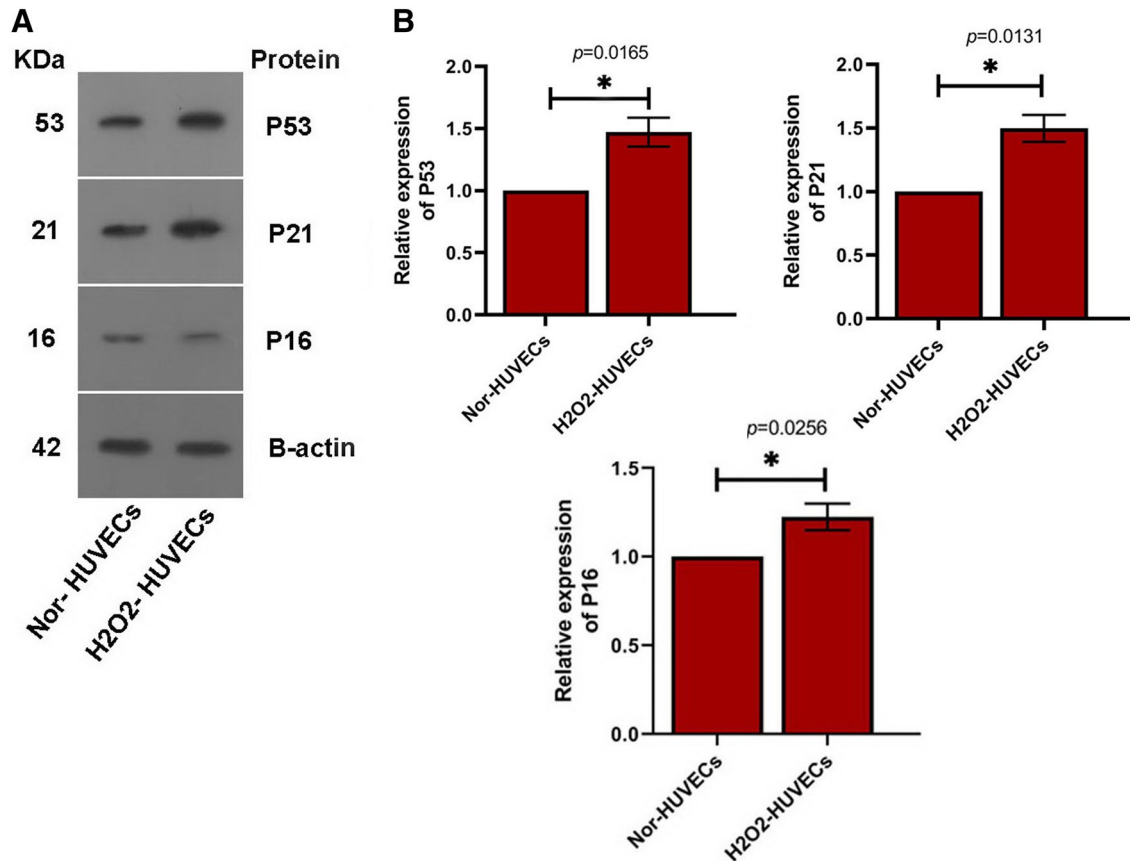 A
KDa Protein
53 P53
21 P21
16 P16
42 B-actin
Nor- HUVECs
H2O2- HUVECs
B
p=0.0165
*
2.0
1.5
1.0
0.5
0.0
Relative expression
of P53
Nor-HUVECs
H2O2-HUVECs
p=0.0131
*
2.0
1.5
1.0
0.5
0.0
Relative expression
of P21
Nor-HUVECs
H2O2-HUVECs
p=0.0256
*
1.5
1.0
0.5
0.0
Relative expression
of P16
Nor-HUVECs
H2O2-HUVECs